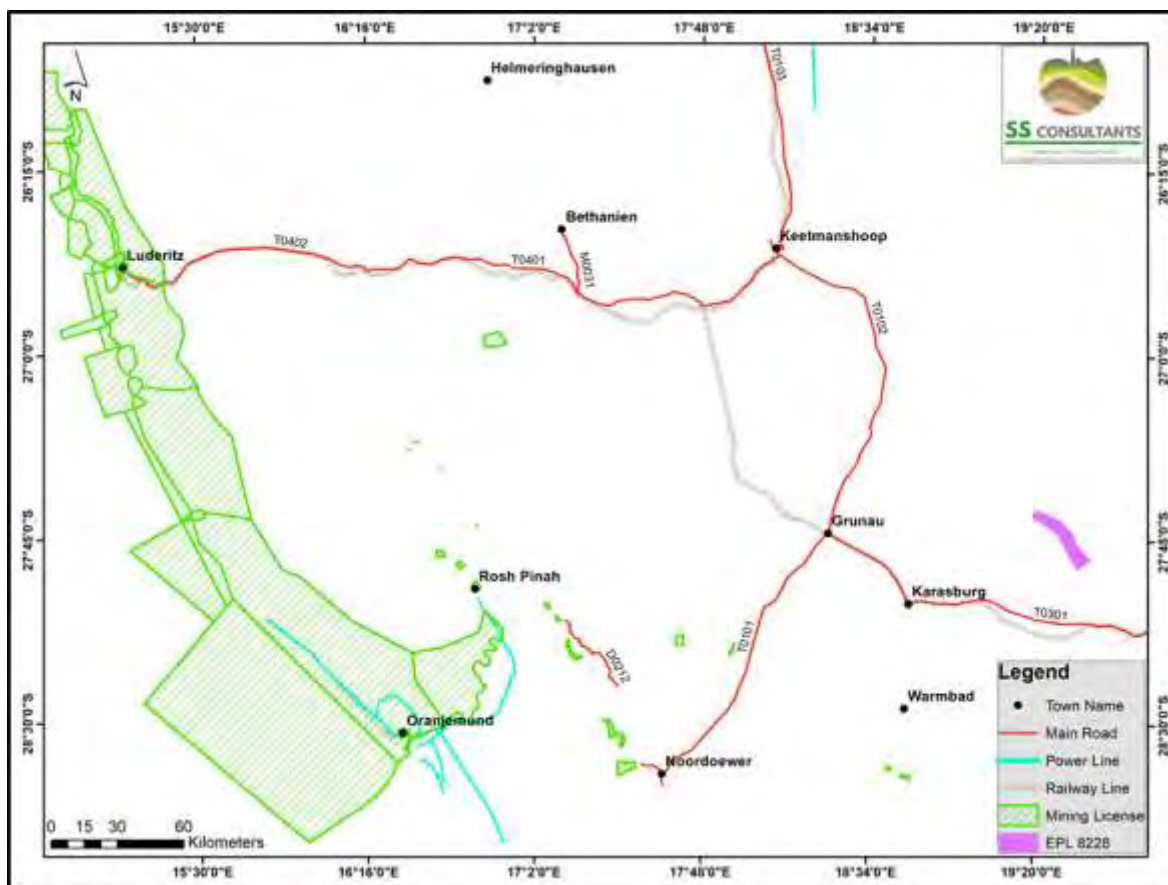 15°30'0"E 16°16'0"E 17°2'0"E 17°48'0"E 18°34'0"E 19°20'0"E
N
Helmeringhausen
T0103
SS CONSULTANTS
26°15'0"S
26°15'0"S
Bethanien
Keetmanshoop
Luderitz
T0402
T0401
M0031
T0102
27°0'0"S
27°0'0"S
27°45'0"S
27°45'0"S
Grunau
Rosh Pinah
Karasburg
T0301
D0212
T0101
Warmbad
28°30'0"S
28°30'0"S
Oranjemund
Noordoewer
Legend
Town Name
Main Road
Power Line
Railway Line
Mining License
EPL 8228
0 15 30 60
Kilometers
15°30'0"E 16°16'0"E 17°2'0"E 17°48'0"E 18°34'0"E 19°20'0"E